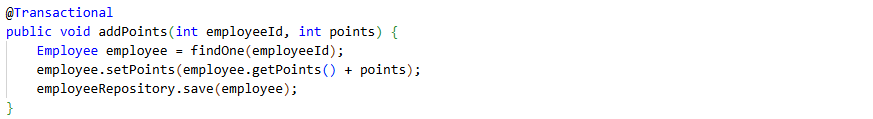 @Transactional
public void addPoints(int employeeId, int points) {
    Employee employee = findOne(employeeId);
    employee.setPoints(employee.getPoints() + points);
    employeeRepository.save(employee);
}